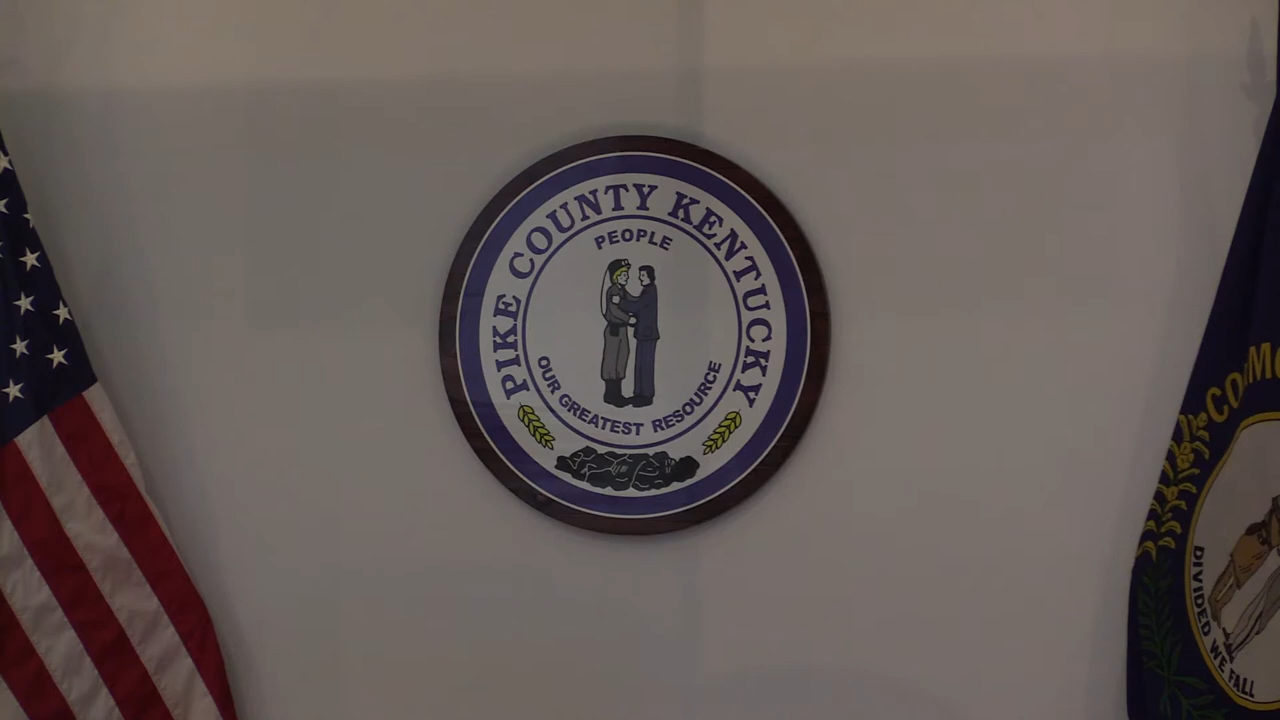 PIKE COUNTY KENTUCKY
PEOPLE
OUR GREATEST RESOURCE
DIVIDED WE FALL